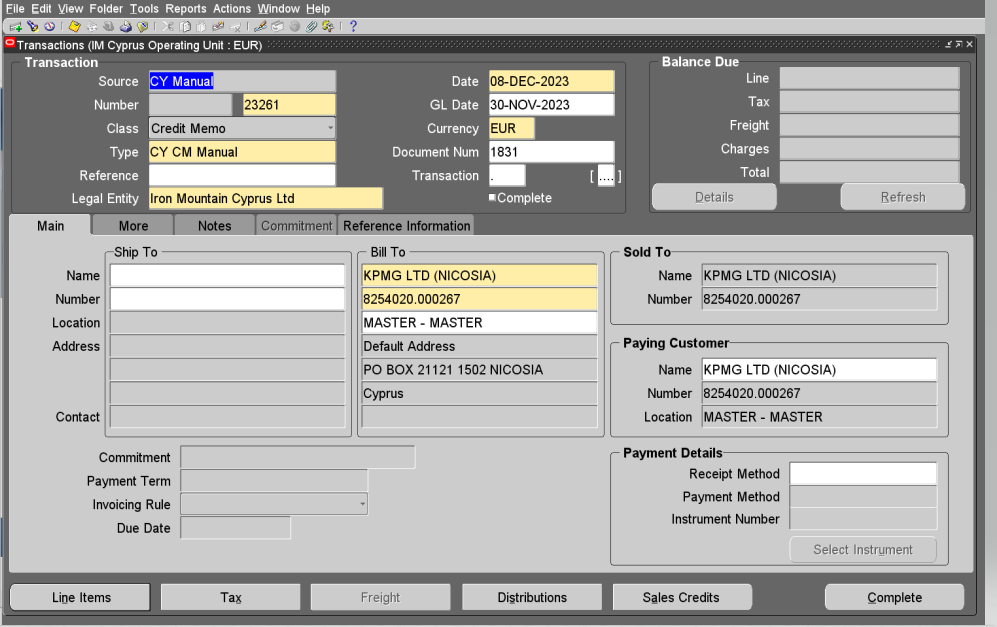 File Edit View Folder Tools Reports Actions Window Help
Transactions (IM Cyprus Operating Unit : EUR)
Transaction
Source CY Manual
Number 23261
Class Credit Memo
Type CY CM Manual
Reference
Legal Entity Iron Mountain Cyprus Ltd
Date 08-DEC-2023
GL Date 30-NOV-2023
Currency EUR
Document Num 1831
Transaction . [ .... ]
Complete
Balance Due
Line
Tax
Freight
Charges
Total
Details Refresh
Main More Notes Commitment Reference Information
Ship To
Name
Number
Location
Address
Contact
Bill To
KPMG LTD (NICOSIA)
8254020.000267
MASTER - MASTER
Default Address
PO BOX 21121 1502 NICOSIA
Cyprus
Sold To
Name KPMG LTD (NICOSIA)
Number 8254020.000267
Paying Customer
Name KPMG LTD (NICOSIA)
Number 8254020.000267
Location MASTER - MASTER
Commitment
Payment Term
Invoicing Rule
Due Date
Payment Details
Receipt Method
Payment Method
Instrument Number
Select Instrument
Line Items Tax Freight Distributions Sales Credits Complete